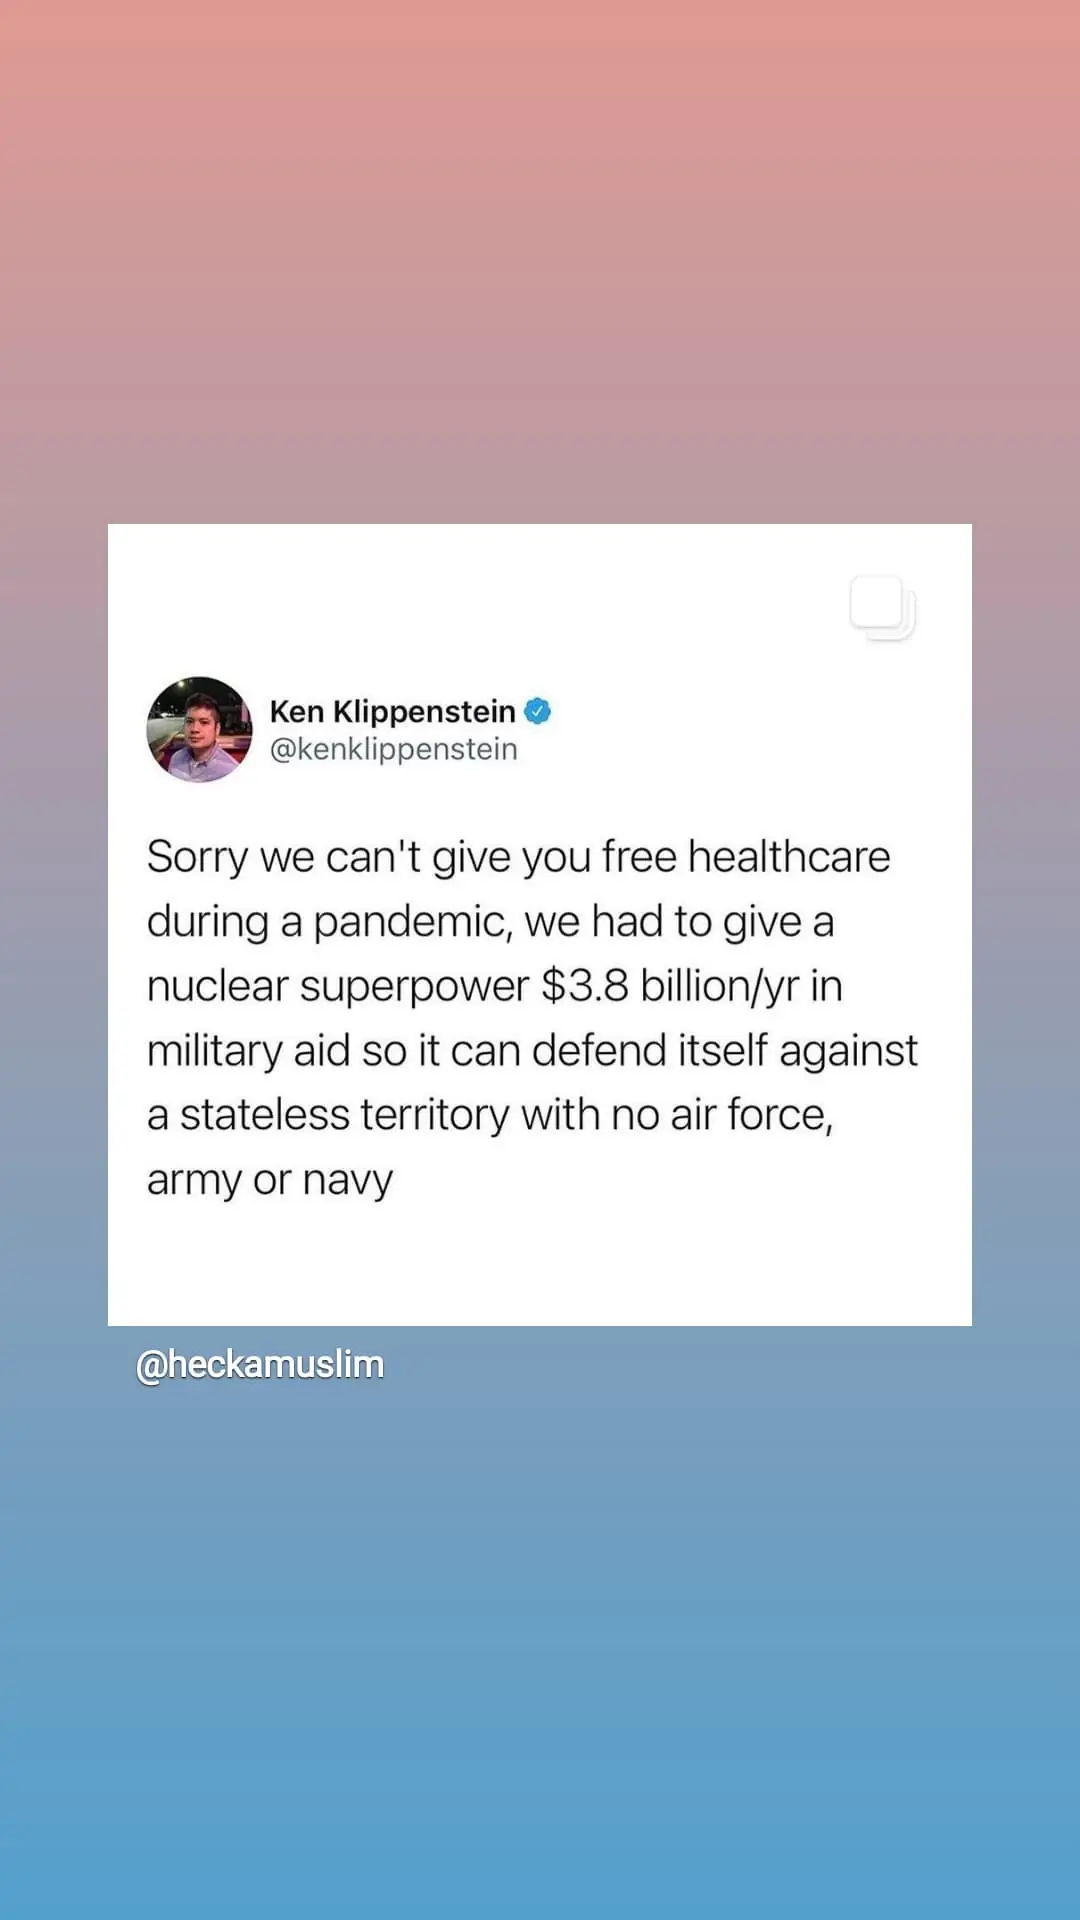 Ken Klippenstein
@kenklippenstein
Sorry we can't give you free healthcare
during a pandemic, we had to give a
nuclear superpower $3.8 billion/yr in
military aid so it can defend itself against
a stateless territory with no air force,
army or navy
@heckamuslim